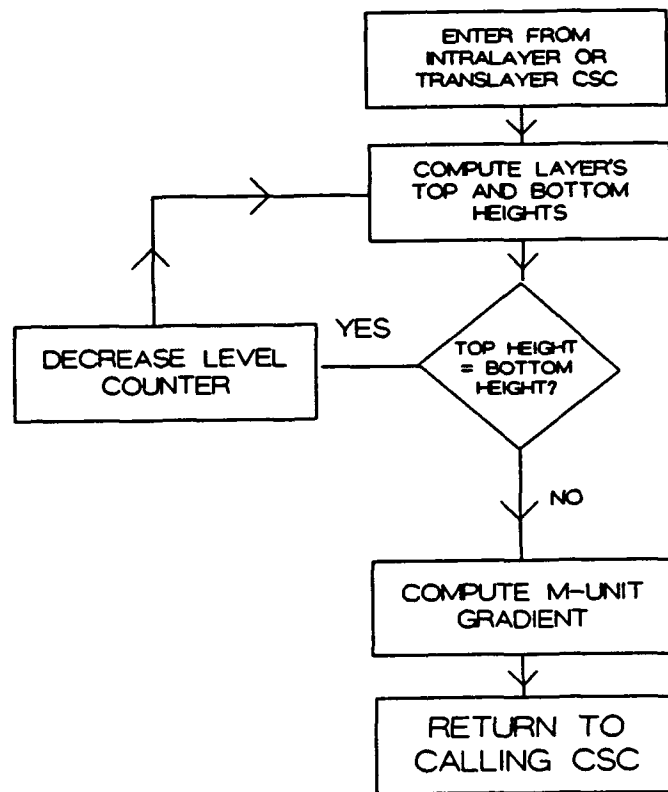 ENTER FROM
INTRALAYER OR
TRANSLAYER CSC
COMPUTE LAYER'S
TOP AND BOTTOM
HEIGHTS
YES
DECREASE LEVEL
COUNTER
TOP HEIGHT
= BOTTOM
HEIGHT?
NO
COMPUTE M-UNIT
GRADIENT
RETURN TO
CALLING CSC